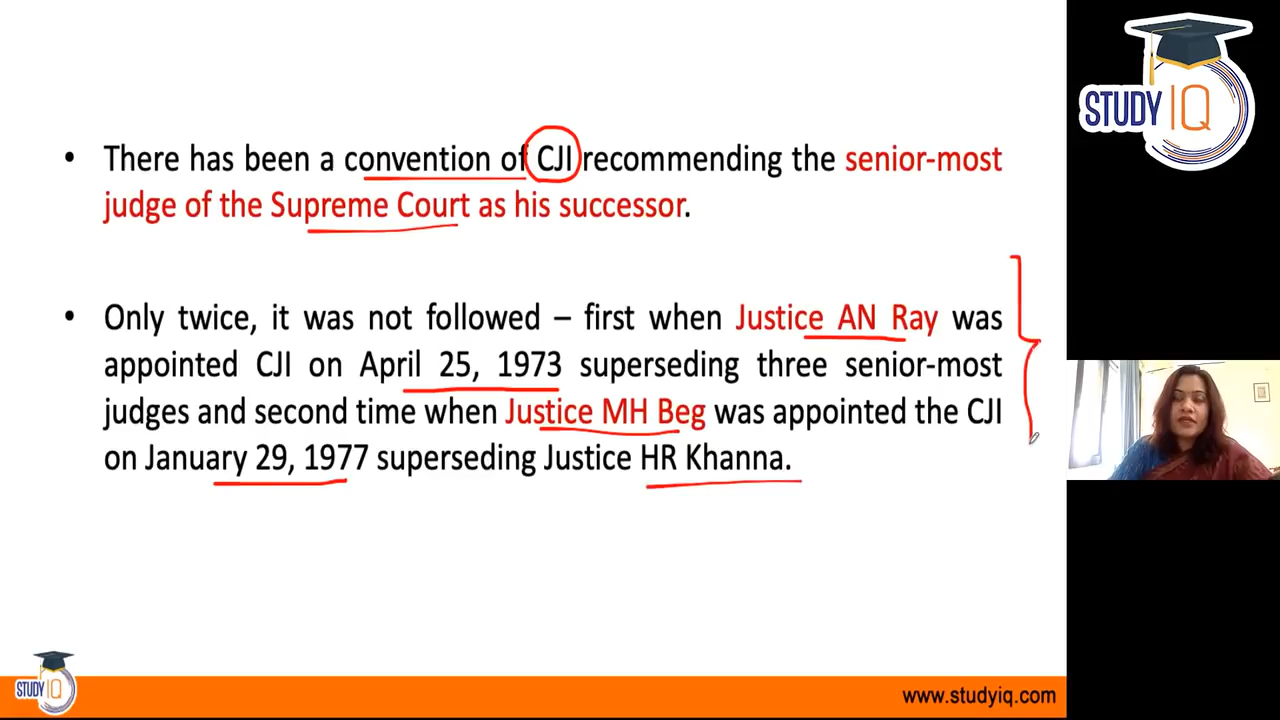 STUDY IQ
• There has been a convention of CJI recommending the senior-most
judge of the Supreme Court as his successor.
• Only twice, it was not followed – first when Justice AN Ray was
appointed CJI on April 25, 1973 superseding three senior-most
judges and second time when Justice MH Beg was appointed the CJI
on January 29, 1977 superseding Justice HR Khanna.
STUDY IQ
www.studyiq.com